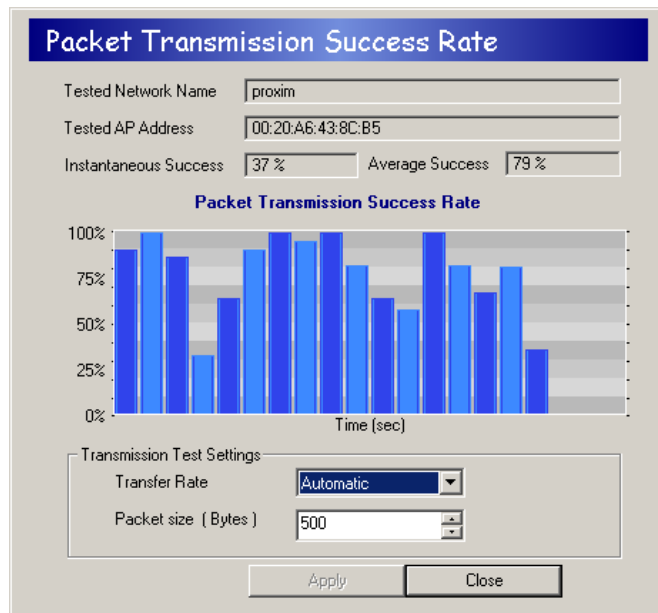 Packet Transmission Success Rate
Tested Network Name proxim
Tested AP Address 00:20:A6:43:8C:B5
Instantaneous Success 37 % Average Success 79 %
Packet Transmission Success Rate
100%
75%
50%
25%
0%
Time (sec)
Transmission Test Settings
Transfer Rate Automatic
Packet size ( Bytes ) 500
Apply Close